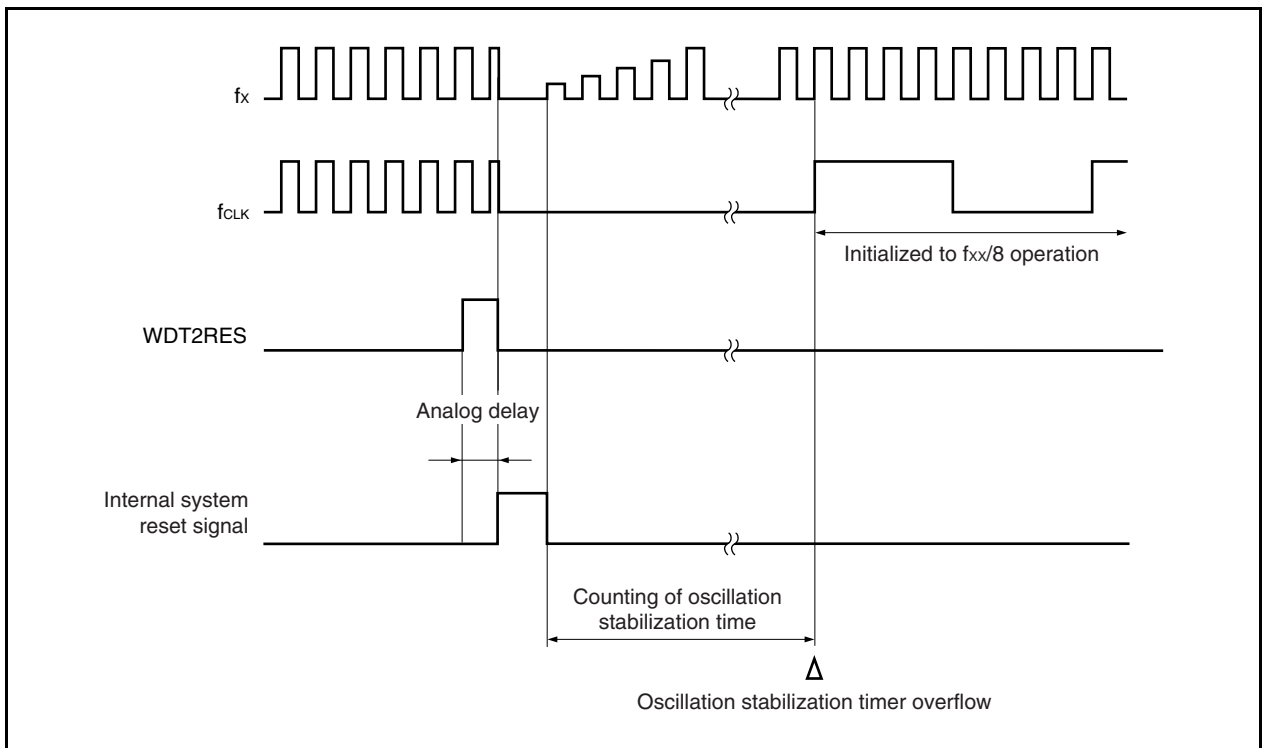 fX
fCLK
Initialized to fXX/8 operation
WDT2RES
Analog delay
Internal system
reset signal
Counting of oscillation
stabilization time
Oscillation stabilization timer overflow